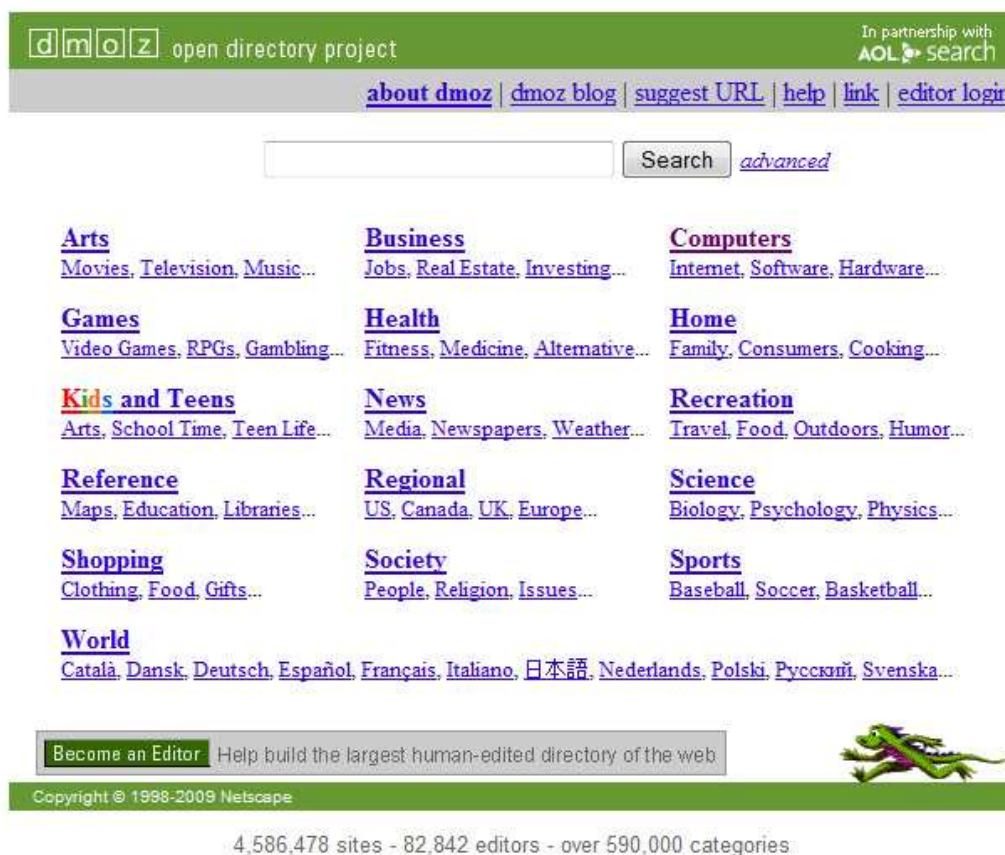 dmoz open directory project
In partnership with
AOL search
about dmoz | dmoz blog | suggest URL | help | link | editor login
Search advanced
Arts Business Computers
Movies, Television, Music... Jobs, Real Estate, Investing... Internet, Software, Hardware...
Games Health Home
Video Games, RPGs, Gambling... Fitness, Medicine, Alternative... Family, Consumers, Cooking...
Kids and Teens News Recreation
Arts, School Time, Teen Life... Media, Newspapers, Weather... Travel, Food, Outdoors, Humor...
Reference Regional Science
Maps, Education, Libraries... US, Canada, UK, Europe... Biology, Psychology, Physics...
Shopping Society Sports
Clothing, Food, Gifts... People, Religion, Issues... Baseball, Soccer, Basketball...
World
Català, Dansk, Deutsch, Español, Français, Italiano, 日本語, Nederlands, Polski, Русский, Svenska...
Become an Editor Help build the largest human-edited directory of the web
Copyright © 1998-2009 Netscape
4,586,478 sites - 82,842 editors - over 590,000 categories